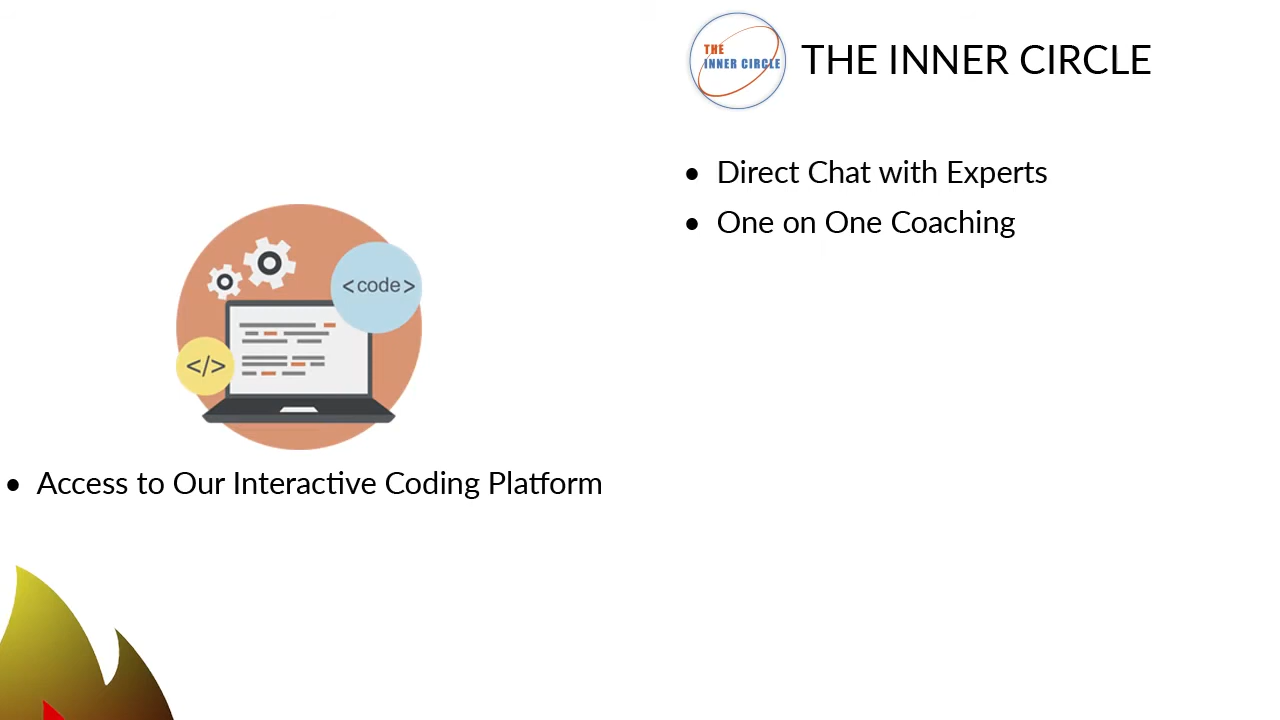 THE
INNER CIRCLE
THE INNER CIRCLE
• Direct Chat with Experts
• One on One Coaching
<code>
</>
• Access to Our Interactive Coding Platform